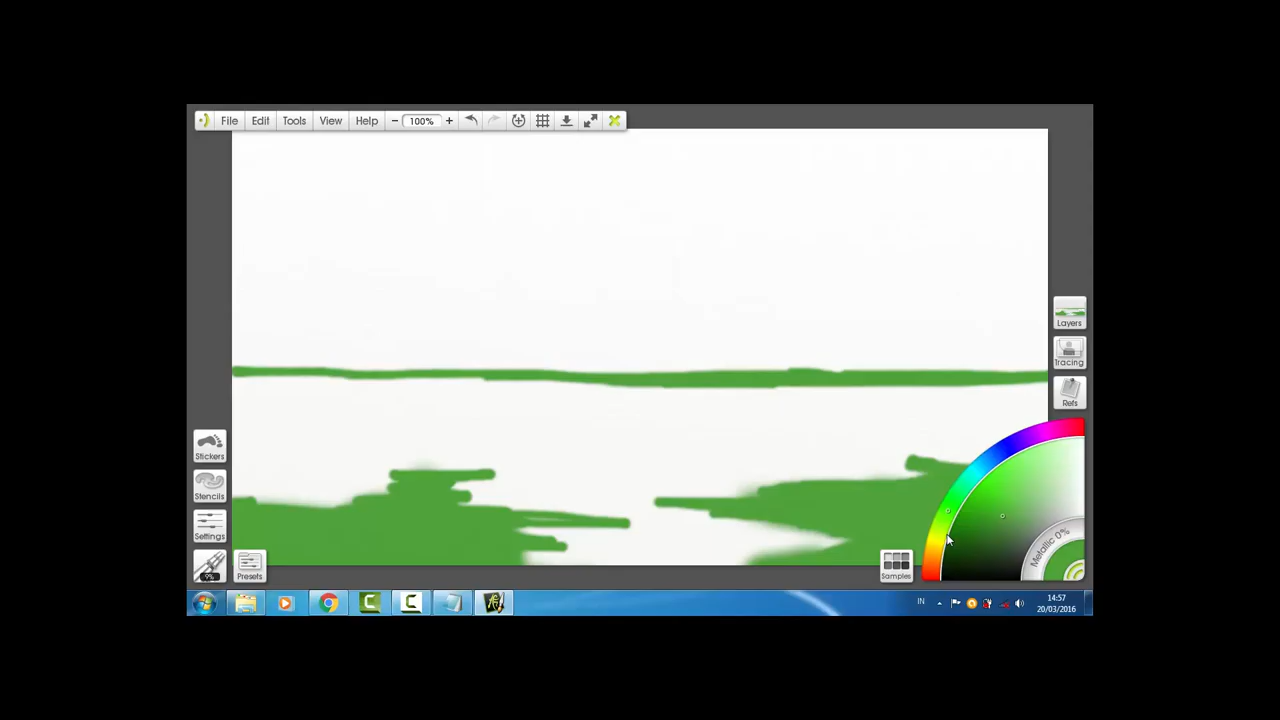 File Edit Tools View Help − 100% +
Layers
Tracing
Refs
Stickers
Stencils
Settings
9%
Presets
Samples
Metallic 0%
IN
14:57
20/03/2016